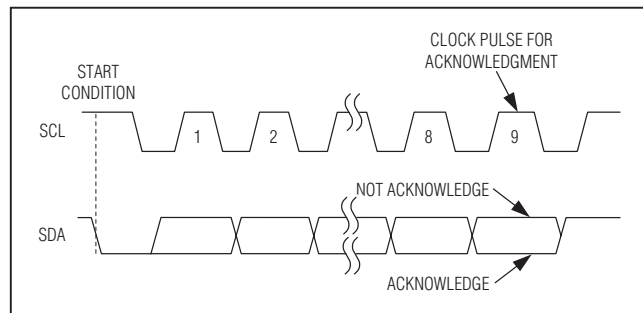 CLOCK PULSE FOR
ACKNOWLEDGMENT
START
CONDITION
SCL
1
2
8
9
NOT ACKNOWLEDGE
SDA
ACKNOWLEDGE